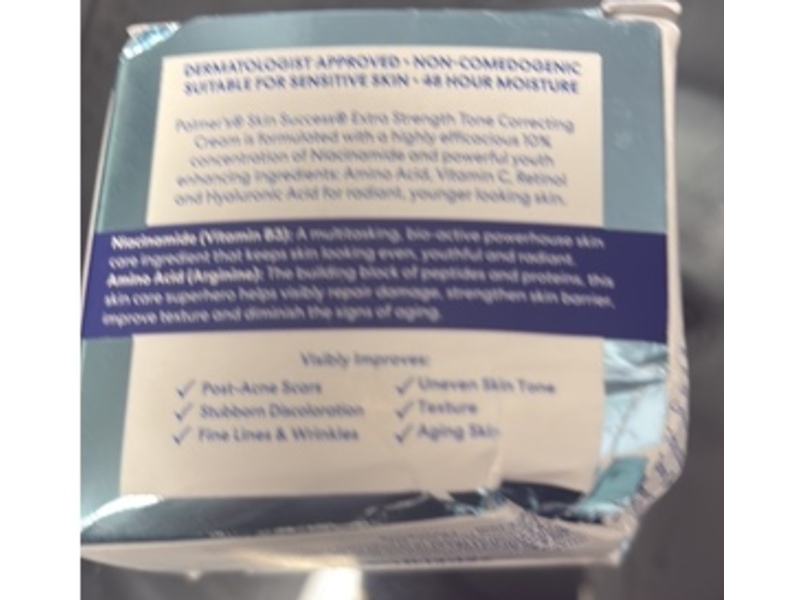 DERMATOLOGIST APPROVED • NON-COMEDOGENIC
SUITABLE FOR SENSITIVE SKIN • 48 HOUR MOISTURE
Palmer's® Skin Success® Extra Strength Tone Correcting
Cream is formulated with a highly efficacious 10%
concentration of Niacinamide and powerful youth
enhancing ingredients: Amino Acid, Vitamin C, Retinol
and Hyaluronic Acid for radiant, younger looking skin.
Niacinamide (Vitamin B3): A multitasking, bio-active powerhouse skin
care ingredient that keeps skin looking even, youthful and radiant.
Amino Acid (Arginine): The building block of peptides and proteins, this
skin care superhero helps visibly repair damage, strengthen skin barrier,
improve texture and diminish the signs of aging.
Visibly Improves:
✓ Post-Acne Scars ✓ Uneven Skin Tone
✓ Stubborn Discoloration ✓ Texture
✓ Fine Lines & Wrinkles ✓ Aging Skin